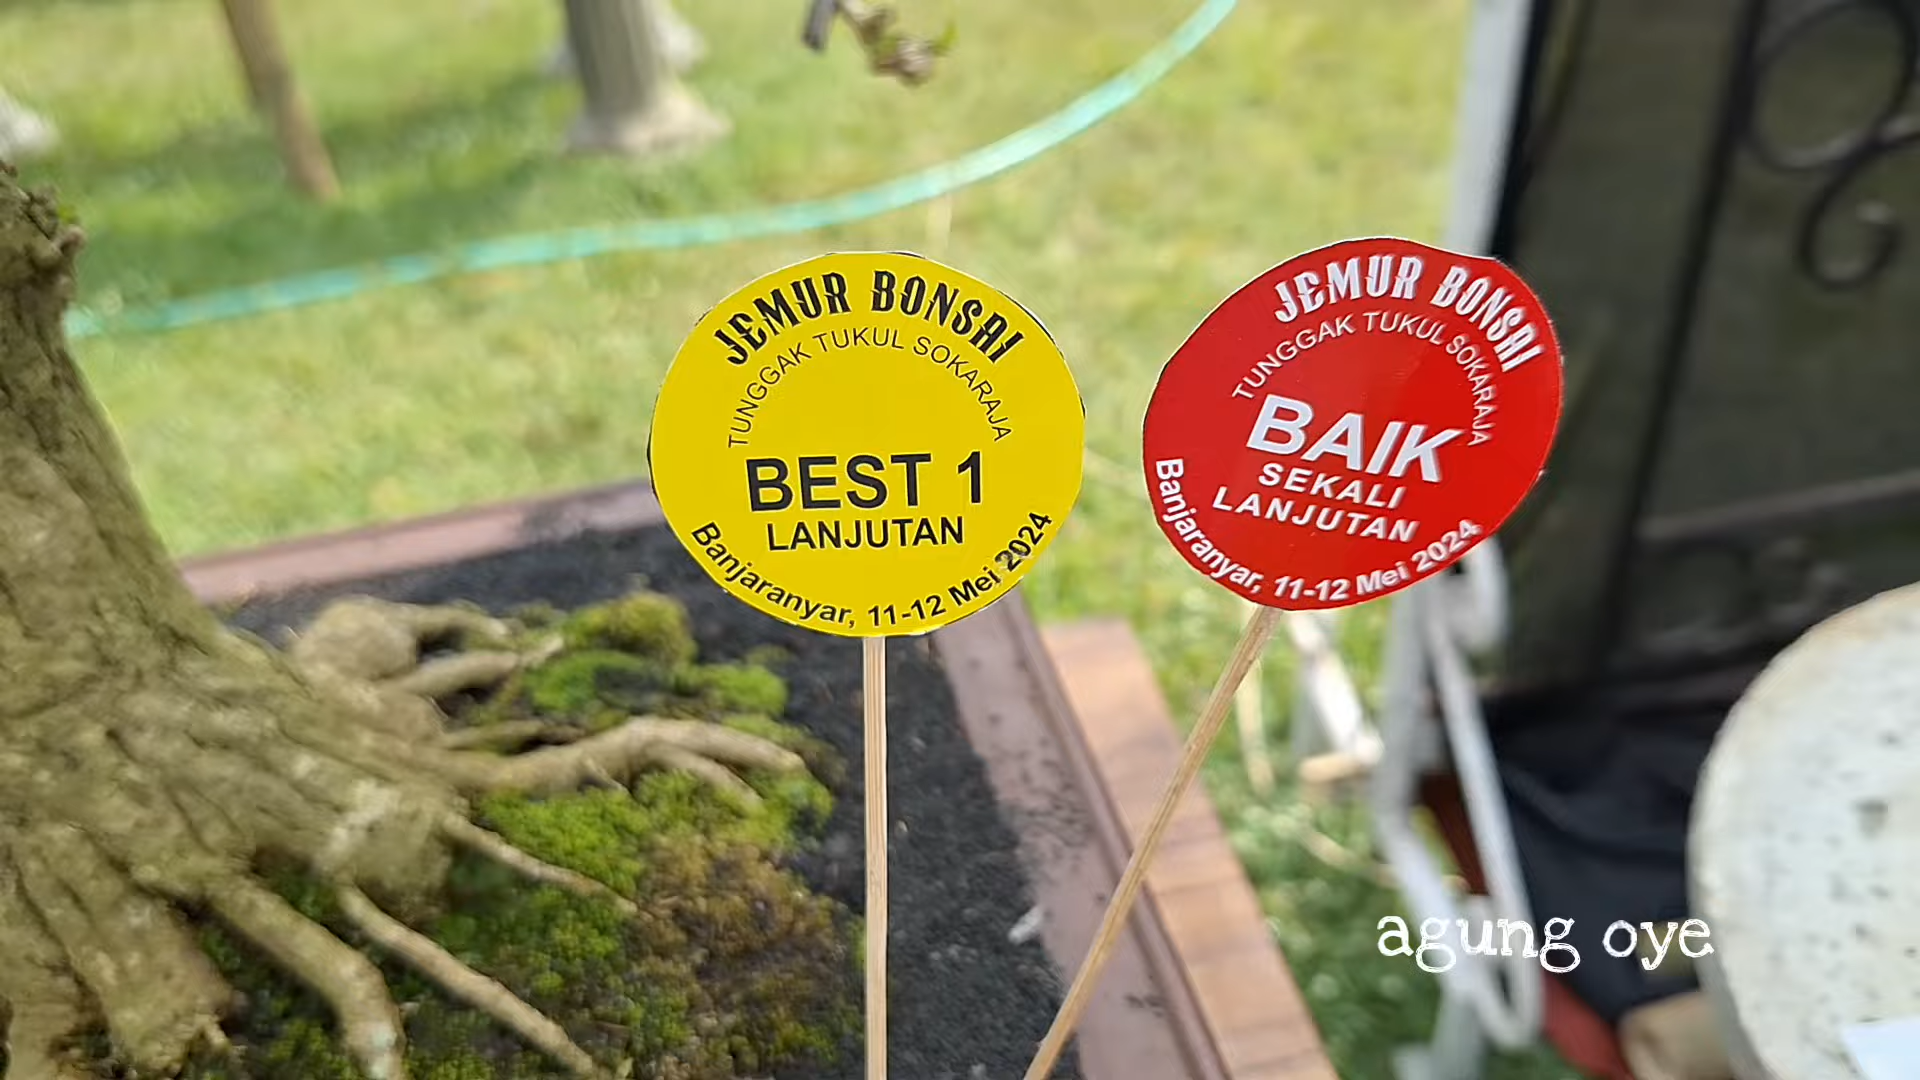 JEMUR BONSAI
TUNGGAK TUKUL SOKARAJA
BEST 1
LANJUTAN
Banjaranyar, 11-12 Mei 2024
JEMUR BONSAI
TUNGGAK TUKUL SOKARAJA
BAIK
SEKALI
LANJUTAN
Banjaranyar, 11-12 Mei 2024
agung oye